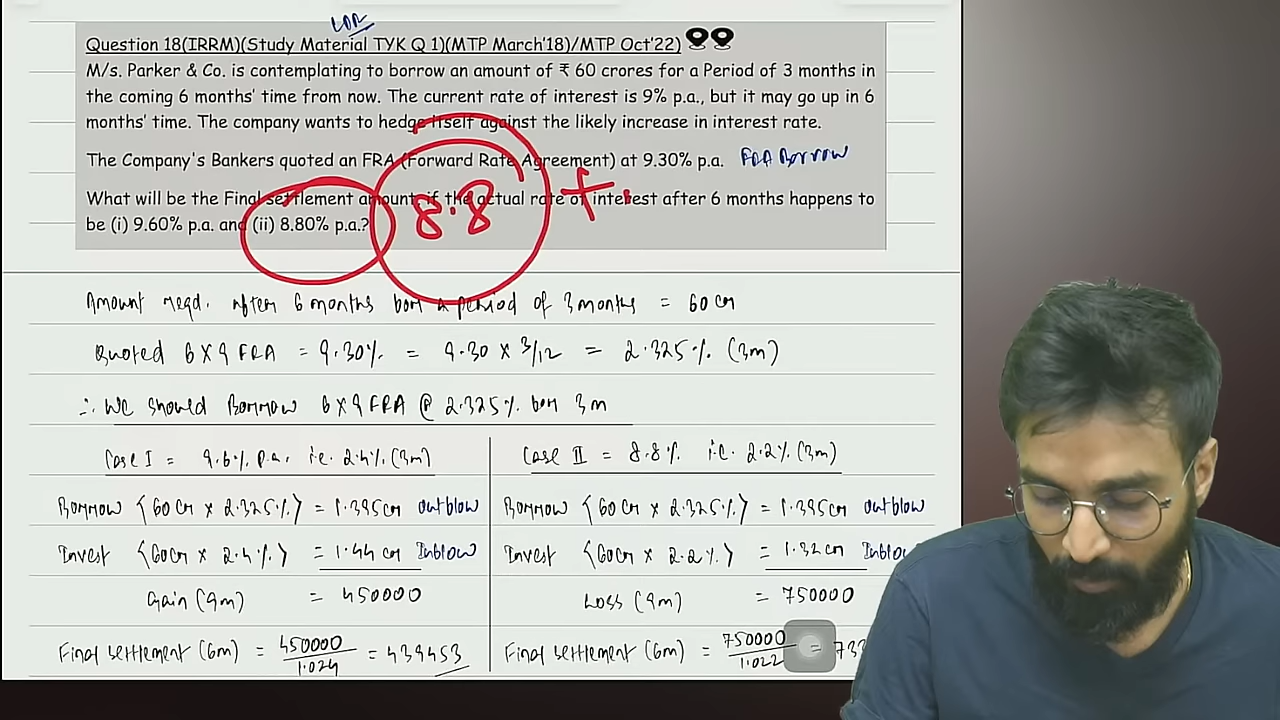 LDR
Question 18(IRRM)(Study Material TYK Q 1)(MTP March'18)/MTP Oct'22)
M/s. Parker & Co. is contemplating to borrow an amount of ₹ 60 crores for a Period of 3 months in
the coming 6 months' time from now. The current rate of interest is 9% p.a., but it may go up in 6
months' time. The company wants to hedge itself against the likely increase in interest rate.
The Company's Bankers quoted an FRA (Forward Rate Agreement) at 9.30% p.a. FRA Borrow
What will be the Final settlement amount, if the actual rate of interest after 6 months happens to
be (i) 9.60% p.a. and (ii) 8.80% p.a.?
8.8 +
Amount reqd. after 6 months for a period of 3 months = 60 cr
Quoted 6x9 FRA = 9.30% = 9.30 x 3/12 = 2.325% (3m)
∴ We should Borrow 6x9 FRA @ 2.325% for 3m
Case I = 9.6% p.a. i.e. 2.4% (3m)
Borrow (60 cr x 2.325%) = 1.395 cr outflow
Invest (60 cr x 2.4%) = 1.44 cr Inflow
Gain (9m) = 450000
Final settlement (6m) = 450000/1.024 = 439453
Case II = 8.8% i.e. 2.2% (3m)
Borrow (60 cr x 2.325%) = 1.395 cr outflow
Invest (60 cr x 2.2%) = 1.32 cr
Loss (9m) = 750000
Final settlement (6m) = 750000/1.022 =